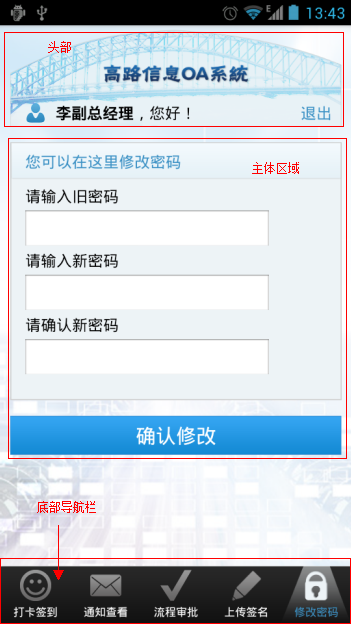 13:43
头部
高路信息OA系統
李副总经理，您好！ 退出
您可以在这里修改密码
主体区域
请输入旧密码
请输入新密码
请确认新密码
确认修改
底部导航栏
打卡签到 通知查看 流程审批 上传签名 修改密码